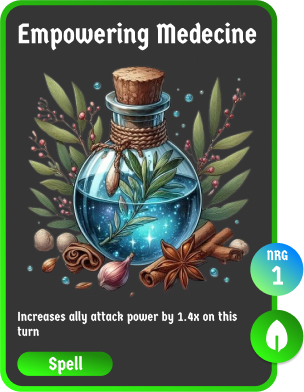 Empowering Medecine
NRG
1
Increases ally attack power by 1.4x on this
turn
Spell